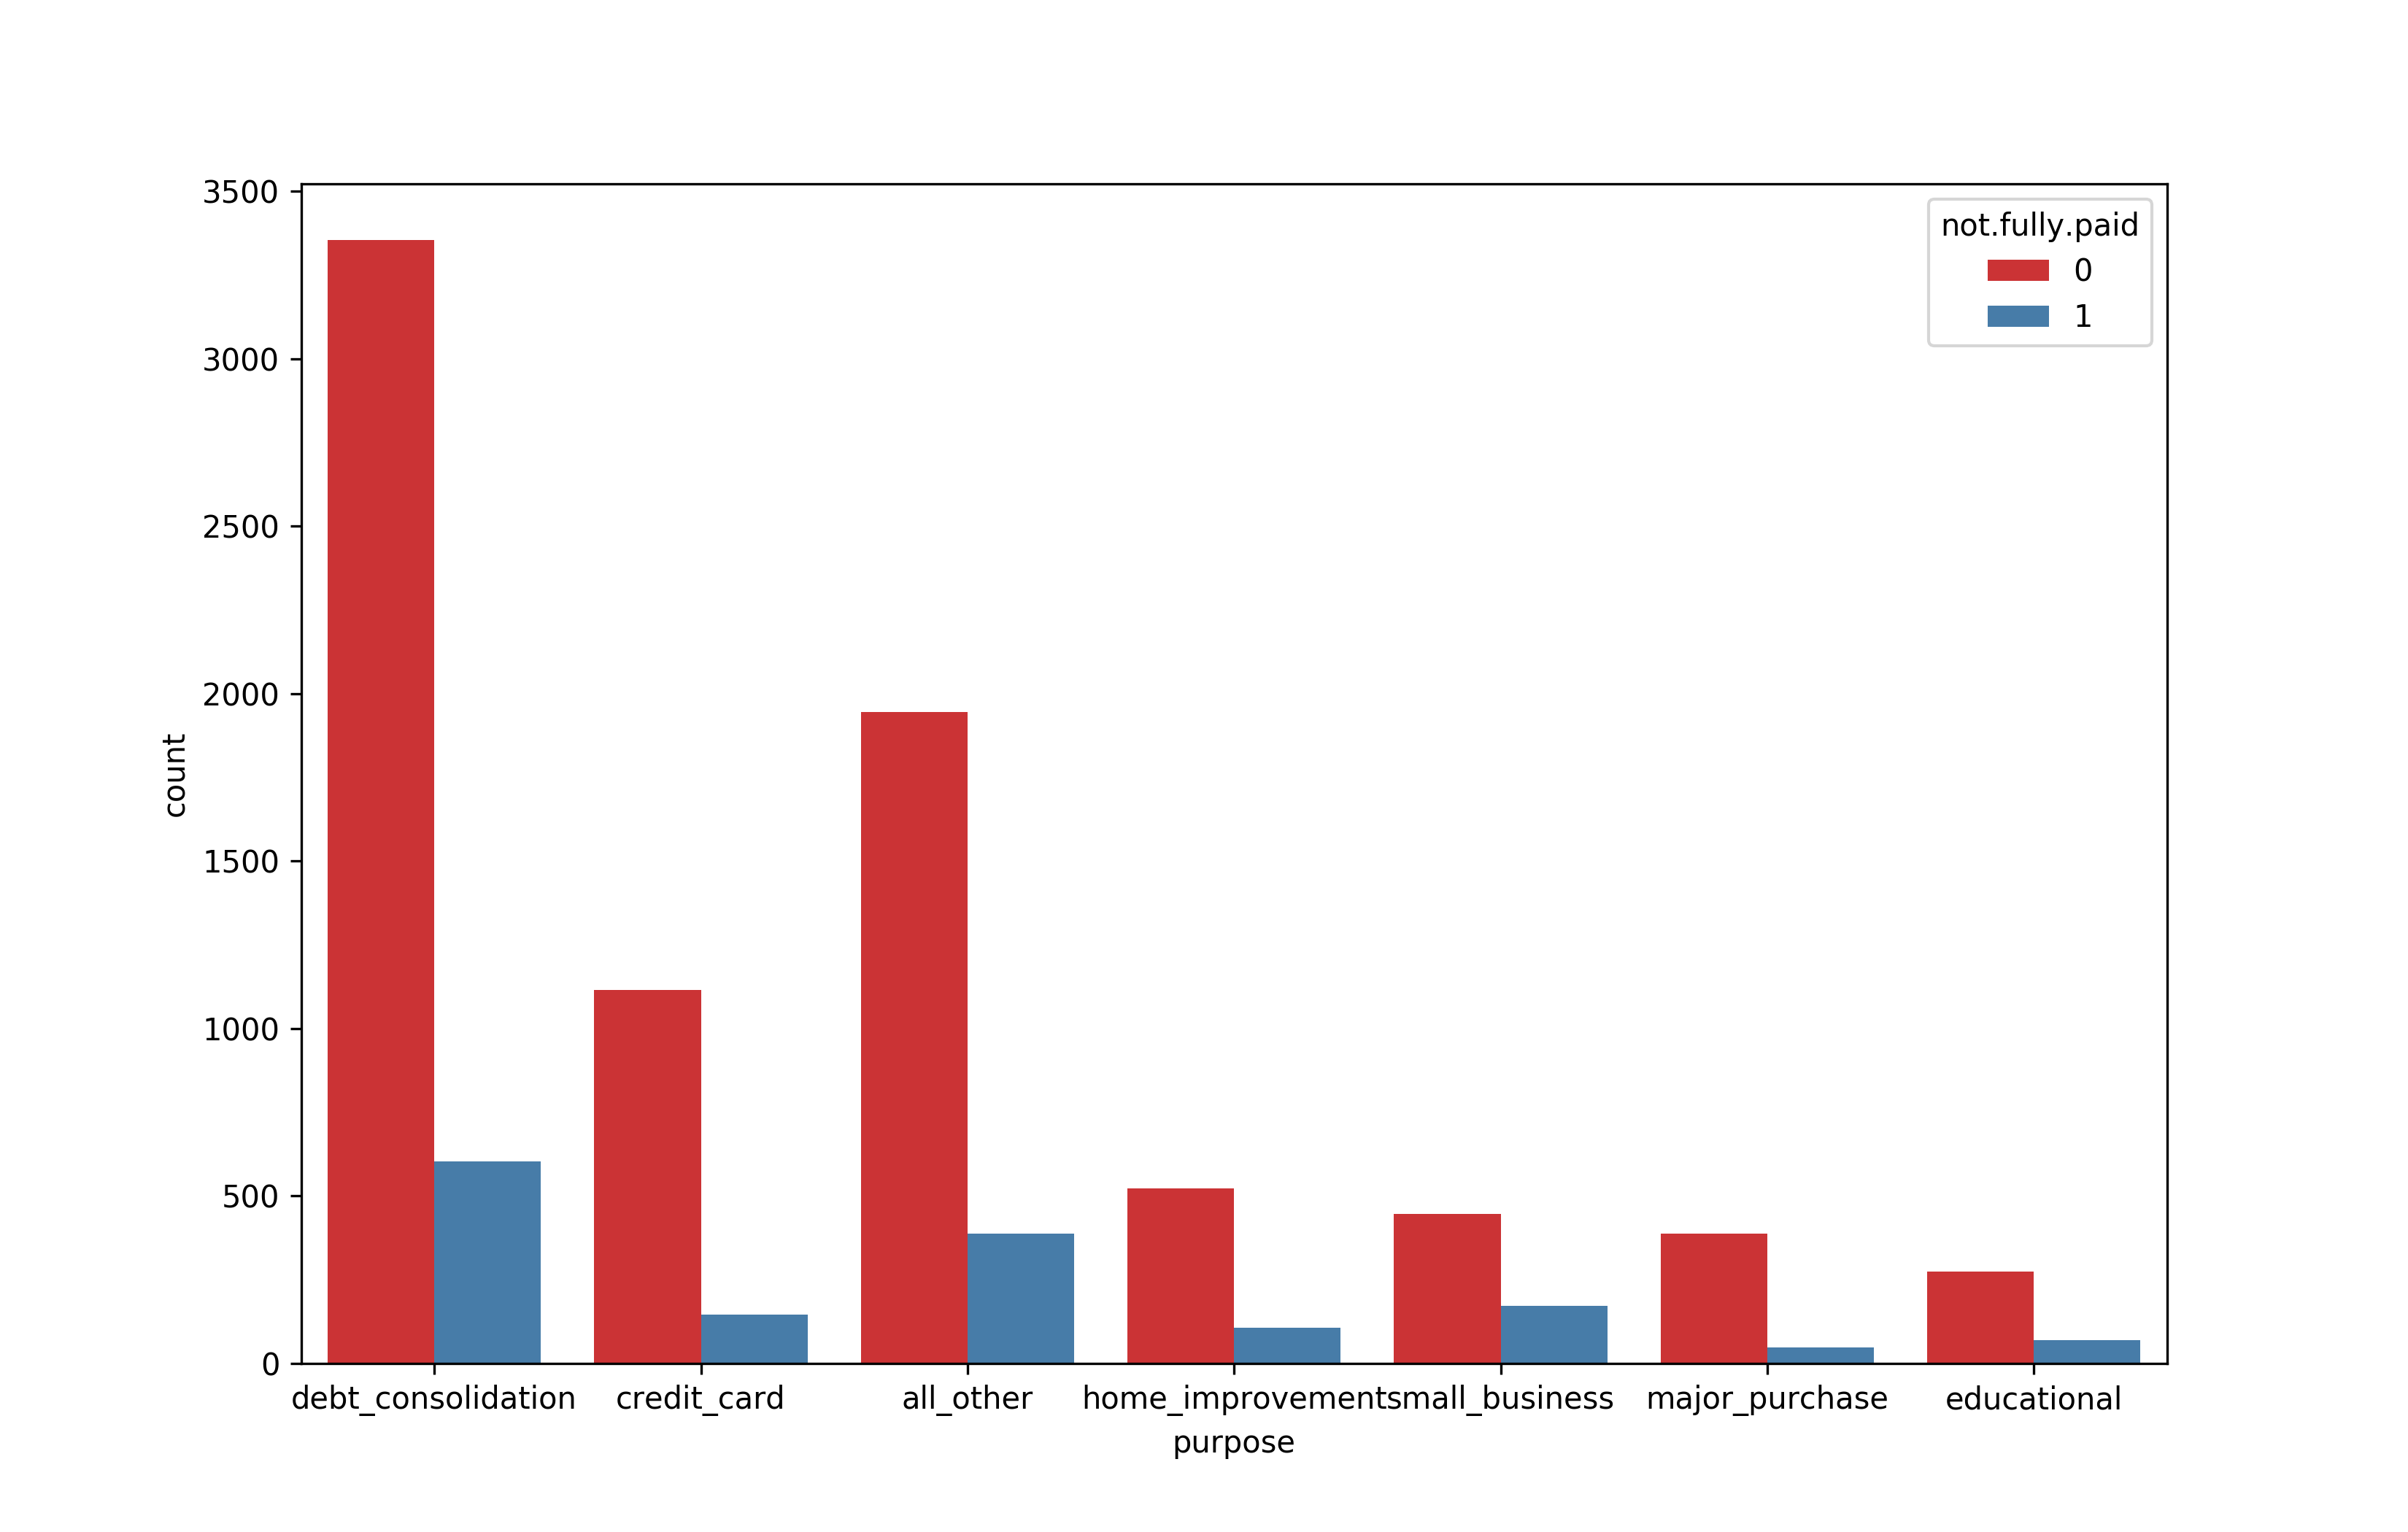 3500
3000
2500
2000
1500
1000
500
0
count
not.fully.paid
0
1
debt_consolidation credit_card all_other home_improvement small_business major_purchase educational
purpose